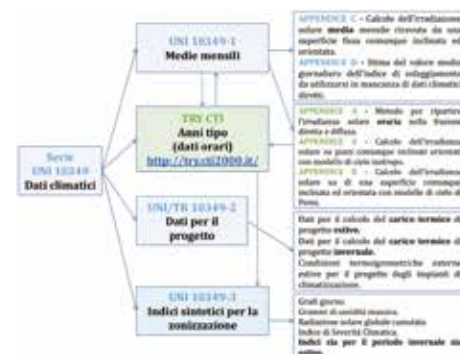 Serie
UNI 10349
Dati climatici
UNI 10349-1
Medie mensili
TRY CTI
Anni tipo
(dati orari)
http://try.cti2000.it/
UNI/TR 10349-2
Dati per il
progetto
UNI 10349-3
Indici sintetici per la
zonizzazione
APPENDICE C - Calcolo dell'irradiazione
solare media mensile ricevuta da una
superficie fissa comunque inclinata ed
orientata.
APPENDICE D - Stima del valore medio
giornaliero dell'indice di soleggiamento
da utilizzarsi in mancanza di dati climatici
diretti.
APPENDICE A - Metodo per ripartire
l'irradianza solare oraria nella frazione
diretta e diffusa.
APPENDICE - Calcolo dell'irradianza
solare su piani comunque inclinati orientati
con modello di cielo isotropo.
APPENDICE - Calcolo dell'irradianza
solare su di una superficie comunque
inclinata ed orientata con modello di cielo di
Perez.
Dati per il calcolo del carico termico di
progetto estivo.
Dati per il calcolo del carico termico di
progetto invernale.
Condizioni termoigrometriche esterne
estive per il progetto degli impianti di
climatizzazione.
Gradi giorno.
Grammi di umidità massica.
Radiazione solare globale cumulata.
Indice di Severità Climatica.
Indici sia per il periodo invernale sia
estivo.